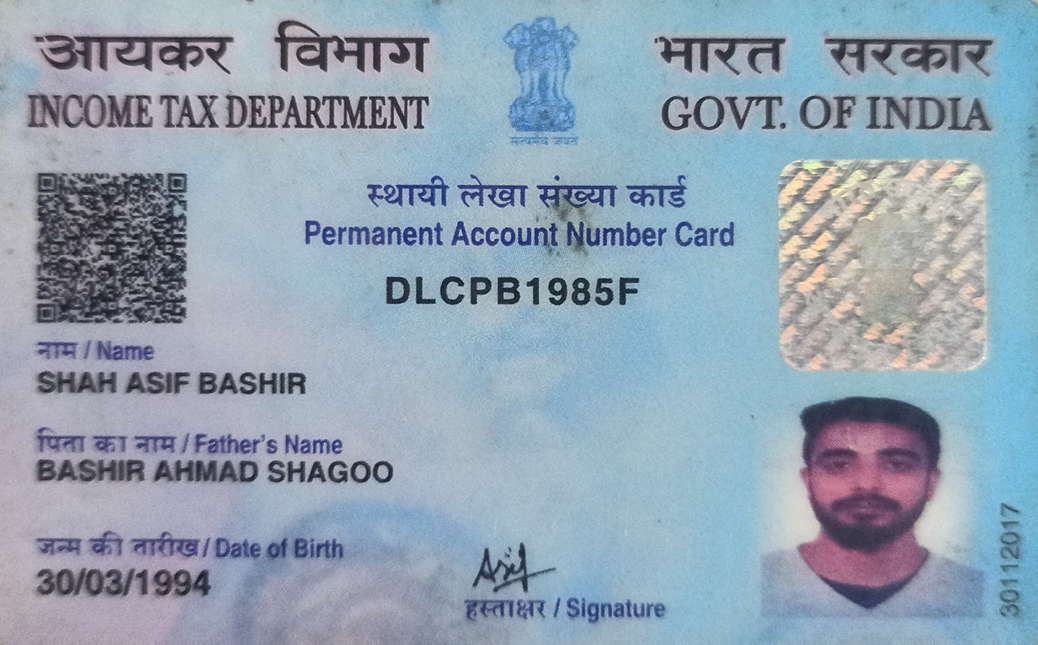 आयकर विभाग
INCOME TAX DEPARTMENT
सत्यमेव जयते
भारत सरकार
GOVT. OF INDIA
स्थायी लेखा संख्या कार्ड
Permanent Account Number Card
DLCPB1985F
नाम / Name
SHAH ASIF BASHIR
पिता का नाम / Father's Name
BASHIR AHMAD SHAGOO
जन्म की तारीख / Date of Birth
30/03/1994
Asif
हस्ताक्षर / Signature
30112017